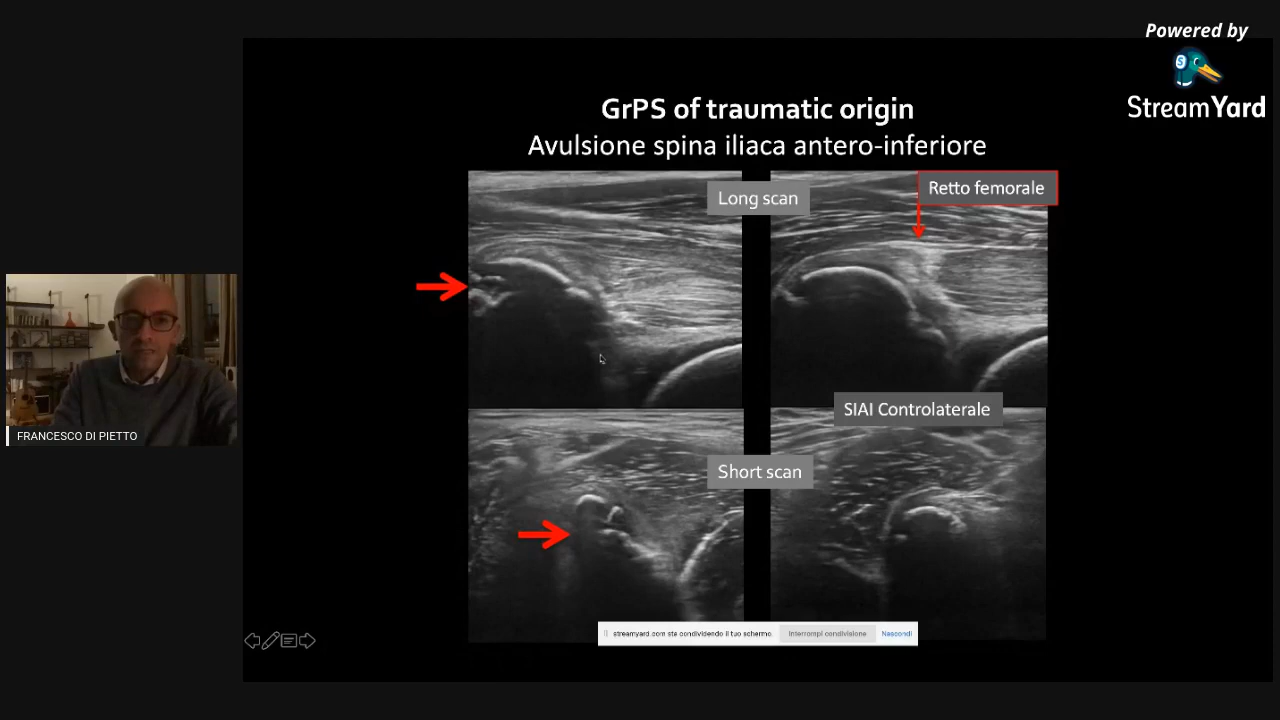 Powered by
StreamYard
GrPS of traumatic origin
Avulsione spina iliaca antero-inferiore
Long scan
Retto femorale
SIAI Controlaterale
Short scan
FRANCESCO DI PIETTO
streamyard.com sta condividendo il tuo schermo.
Interrompi condivisione
Nascondi